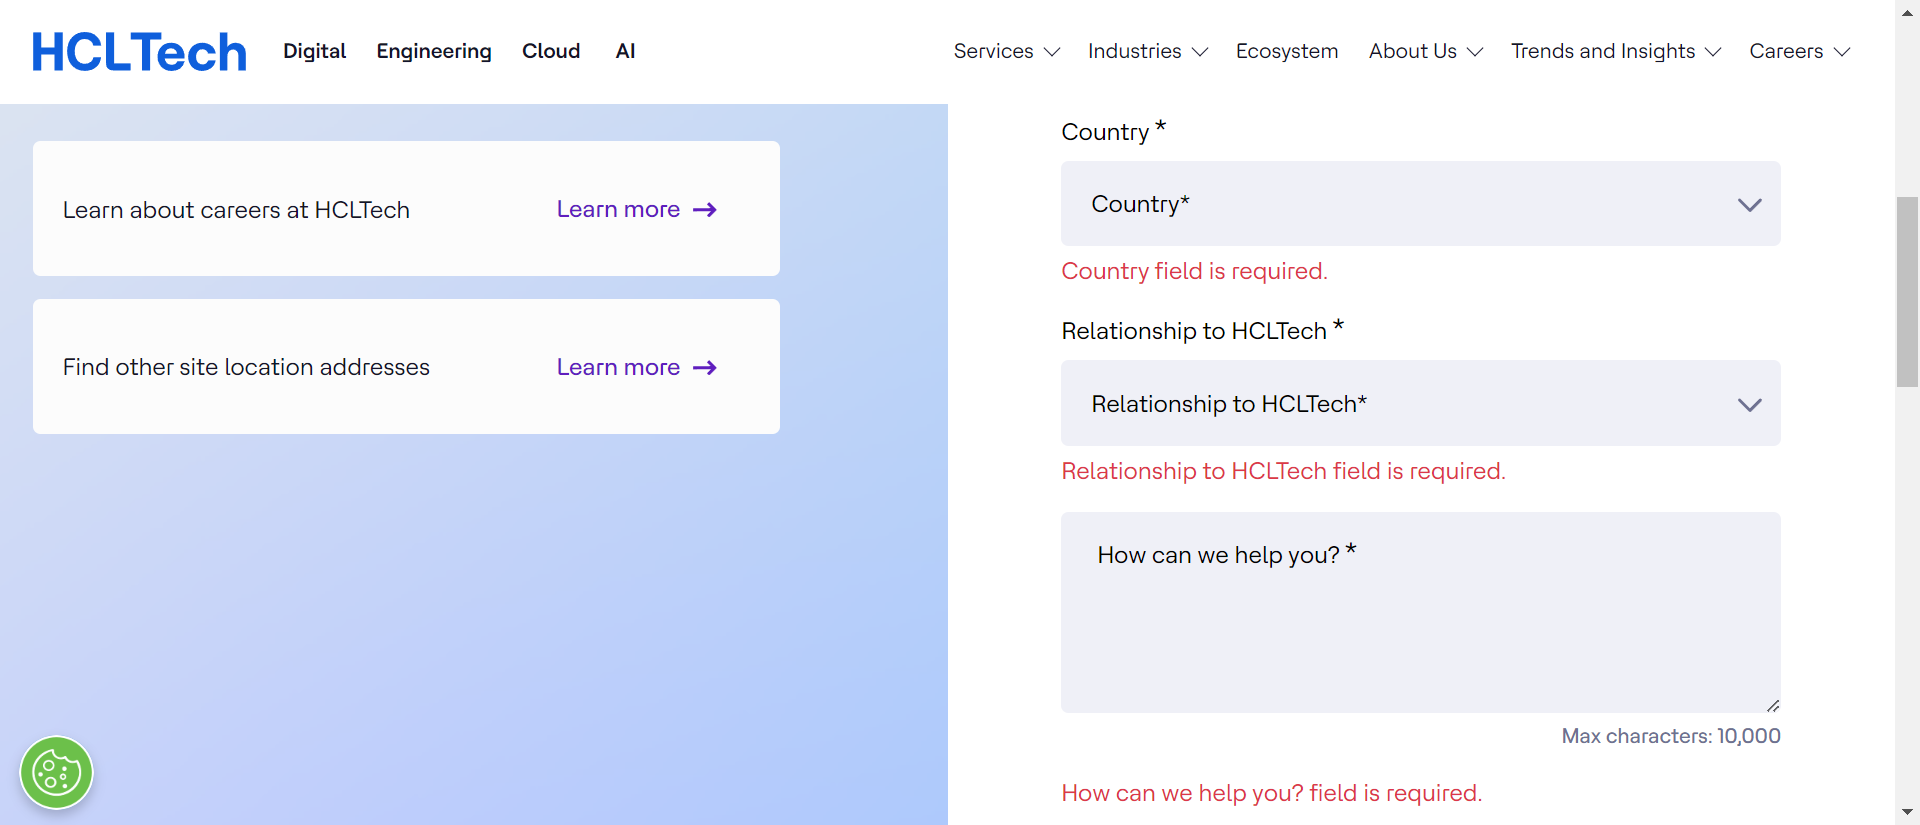 HCLTech Digital Engineering Cloud AI Services Industries Ecosystem About Us Trends and Insights Careers
Learn about careers at HCLTech Learn more →
Find other site location addresses Learn more →
Country *
Country*
Country field is required.
Relationship to HCLTech *
Relationship to HCLTech*
Relationship to HCLTech field is required.
How can we help you? *
Max characters: 10,000
How can we help you? field is required.